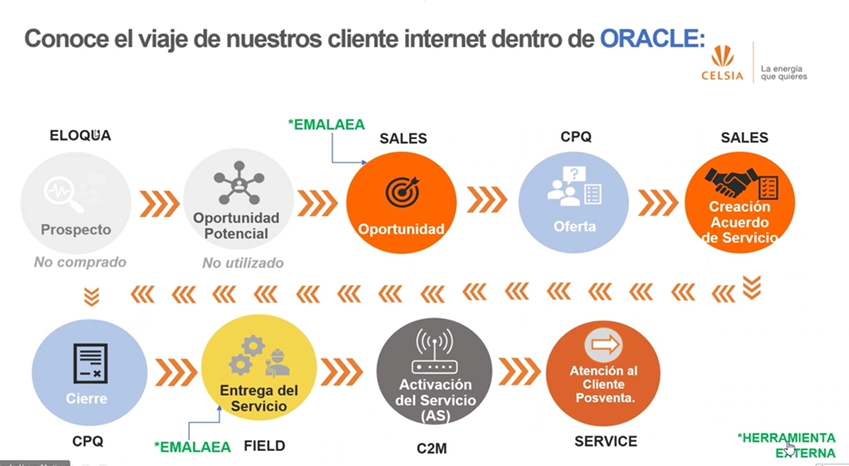 Conoce el viaje de nuestros cliente internet dentro de ORACLE:
CELSIA
La energía
que quieres
ELOQUA
*EMALAEA
SALES
CPQ
SALES
Prospecto
Oportunidad
Potencial
Oportunidad
Oferta
Creación
Acuerdo
de Servicio
No comprado
No utilizado
Cierre
Entrega del
Servicio
Activación
del Servicio
(AS)
Atención al
Cliente
Posventa.
CPQ
*EMALAEA
FIELD
C2M
SERVICE
*HERRAMIENTA
EXTERNA